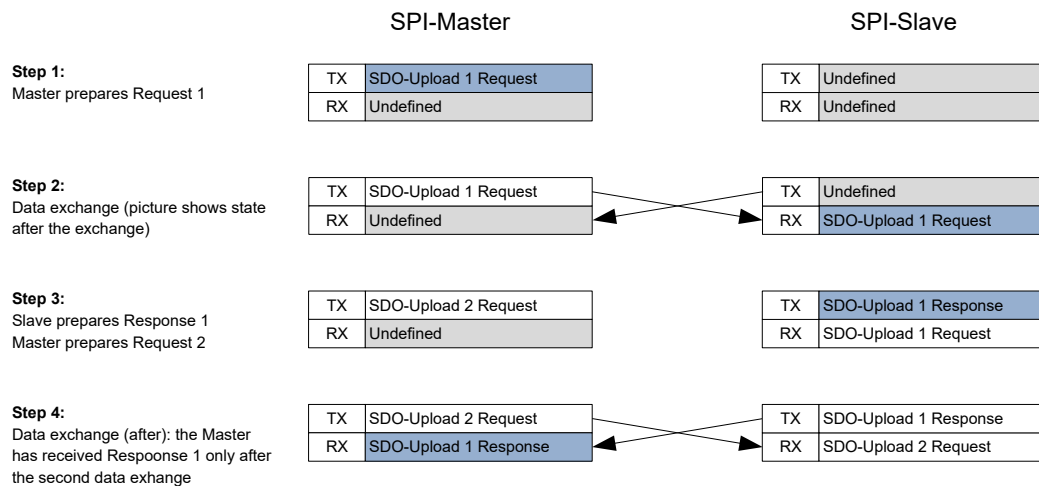 SPI-Master SPI-Slave
Step 1:
Master prepares Request 1
TX SDO-Upload 1 Request
RX Undefined
TX Undefined
RX Undefined
Step 2:
Data exchange (picture shows state
after the exchange)
TX SDO-Upload 1 Request
RX Undefined
TX Undefined
RX SDO-Upload 1 Request
Step 3:
Slave prepares Response 1
Master prepares Request 2
TX SDO-Upload 2 Request
RX Undefined
TX SDO-Upload 1 Response
RX SDO-Upload 1 Request
Step 4:
Data exchange (after): the Master
has received Respoonse 1 only after
the second data exhange
TX SDO-Upload 2 Request
RX SDO-Upload 1 Response
TX SDO-Upload 1 Response
RX SDO-Upload 2 Request